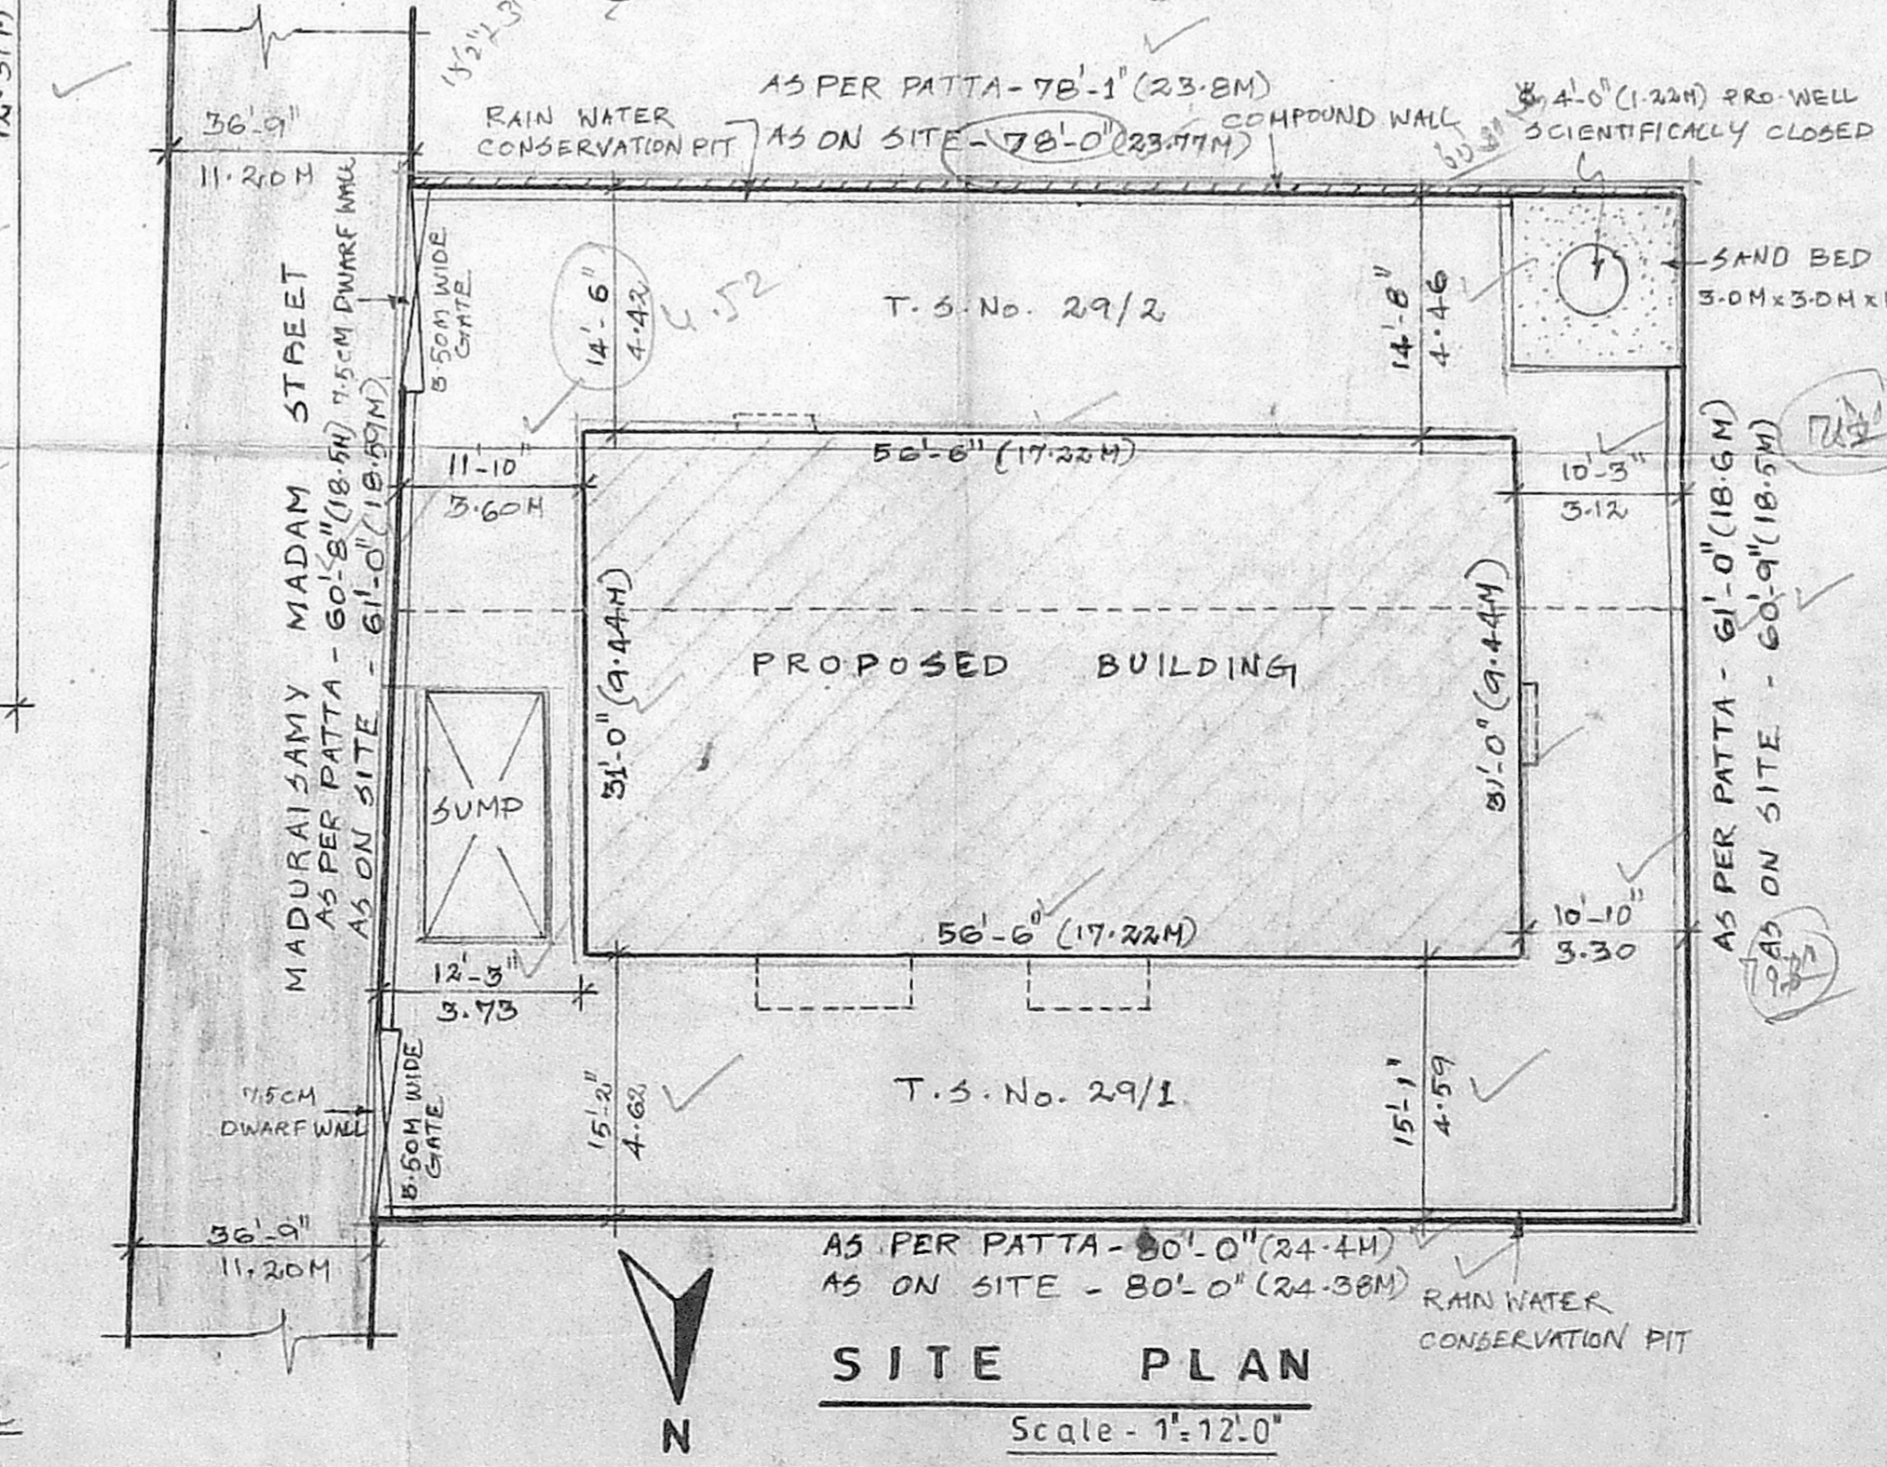 AS PER PATTA - 78'-1" (23.8M)
AS ON SITE - 78'-0" (23.77M)
RAIN WATER
CONSERVATION PIT
COMPOUND WALL
4'-0" (1.22M) PRO. WELL
SCIENTIFICALLY CLOSED
36'-9"
11.20M
7.5CM DWARF WALL
3.50M WIDE
GATE
14'-6"
4.42
4.52
T.S. No. 29/2
14'-8"
4.46
SAND BED
3.0M x 3.0M x
MADURAISAMY MADAM STREET
AS PER PATTA - 60'-8" (18.5M)
AS ON SITE - 61'-0" (18.59M)
11'-10"
3.60M
56'-6" (17.22M)
10'-3"
3.12
AS PER PATTA - 61'-0" (18.6M)
AS ON SITE - 60'-9" (18.5M)
31'-0" (9.44M)
PROPOSED BUILDING
31'-0" (9.44M)
SUMP
56'-6" (17.22M)
10'-10"
3.30
12'-3"
3.73
7.5CM
DWARF WALL
3.50M WIDE
GATE
15'-2"
4.62
T.S. No. 29/1
15'-1"
4.59
36'-9"
11.20M
AS PER PATTA - 80'-0" (24.4M)
AS ON SITE - 80'-0" (24.38M)
RAIN WATER
CONSERVATION PIT
N
SITE PLAN
Scale - 1"=12'-0"